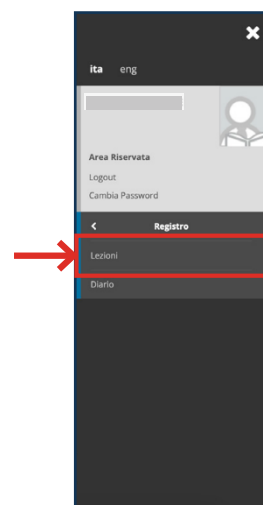 ita eng
Area Riservata
Logout
Cambia Password
Registro
Lezioni
Diario